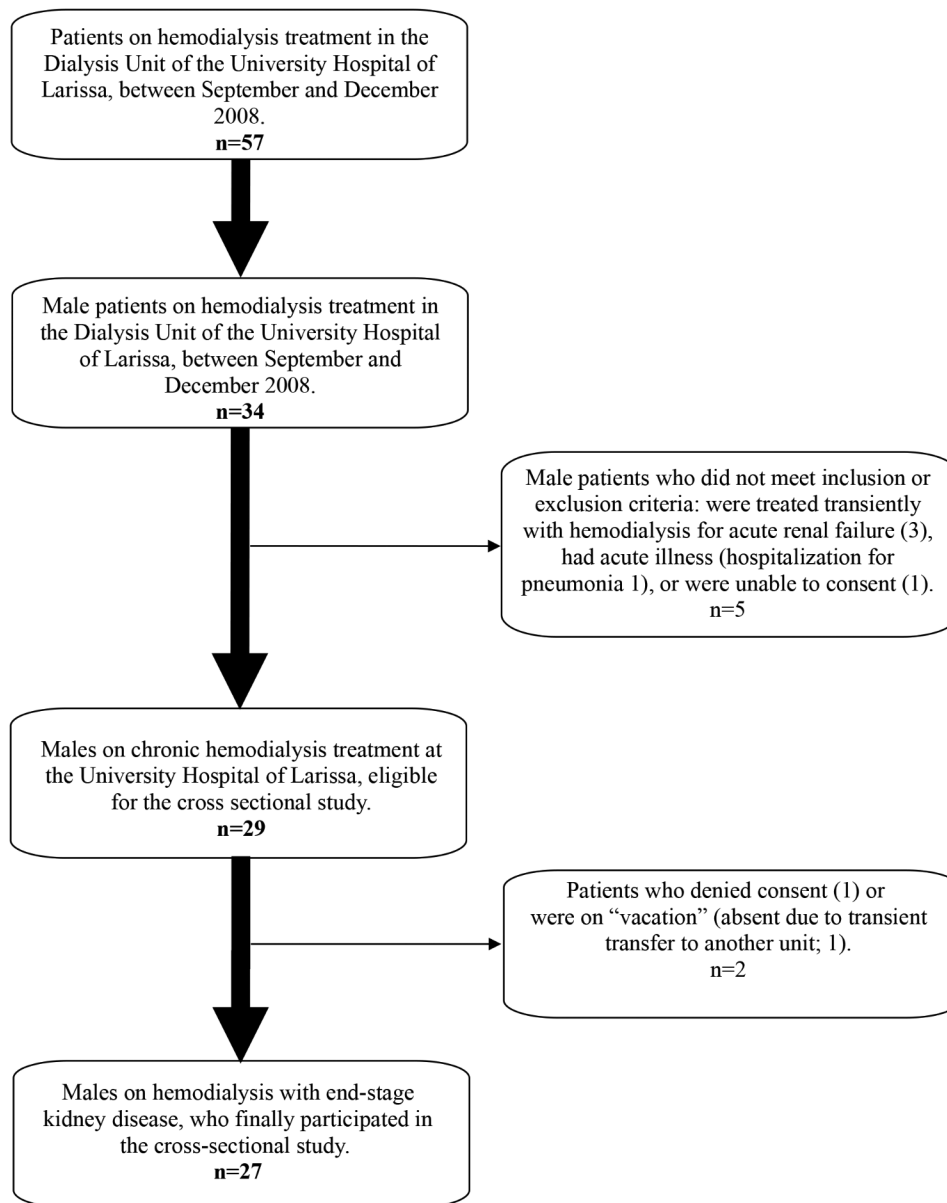 Patients on hemodialysis treatment in the
Dialysis Unit of the University Hospital of
Larissa, between September and December
2008.
n=57
Male patients on hemodialysis treatment in
the Dialysis Unit of the University Hospital
of Larissa, between September and
December 2008.
n=34
Male patients who did not meet inclusion or
exclusion criteria: were treated transiently
with hemodialysis for acute renal failure (3),
had acute illness (hospitalization for
pneumonia 1), or were unable to consent (1).
n=5
Males on chronic hemodialysis treatment at
the University Hospital of Larissa, eligible
for the cross sectional study.
n=29
Patients who denied consent (1) or
were on “vacation” (absent due to transient
transfer to another unit; 1).
n=2
Males on hemodialysis with end-stage
kidney disease, who finally participated in
the cross-sectional study.
n=27